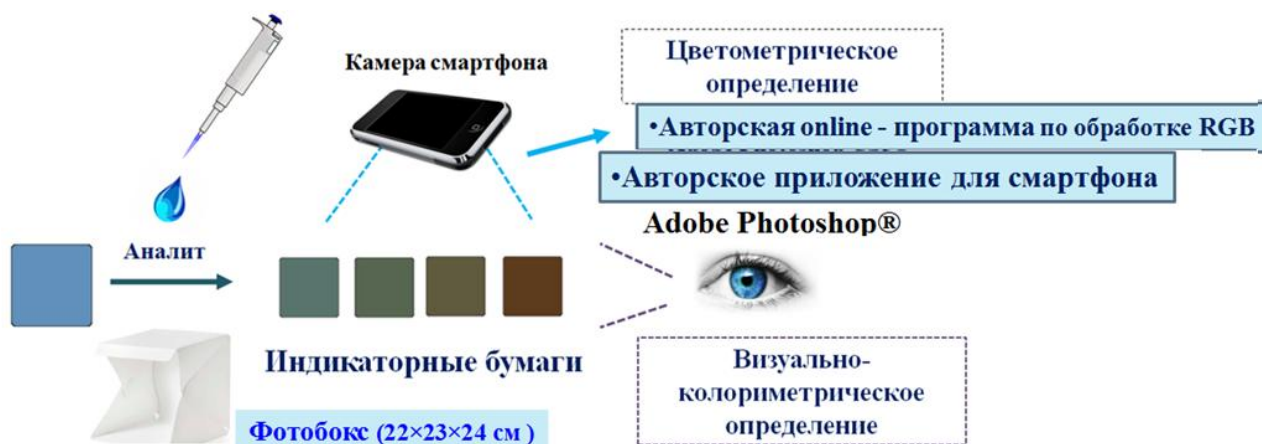 Камера смартфона
Цветометрическое
определение
•Авторская online - программа по обработке RGB
•Авторское приложение для смартфона
Adobe Photoshop®
Аналит
Индикаторные бумаги
Фотобокс (22×23×24 см )
Визуально-
колориметрическое
определение